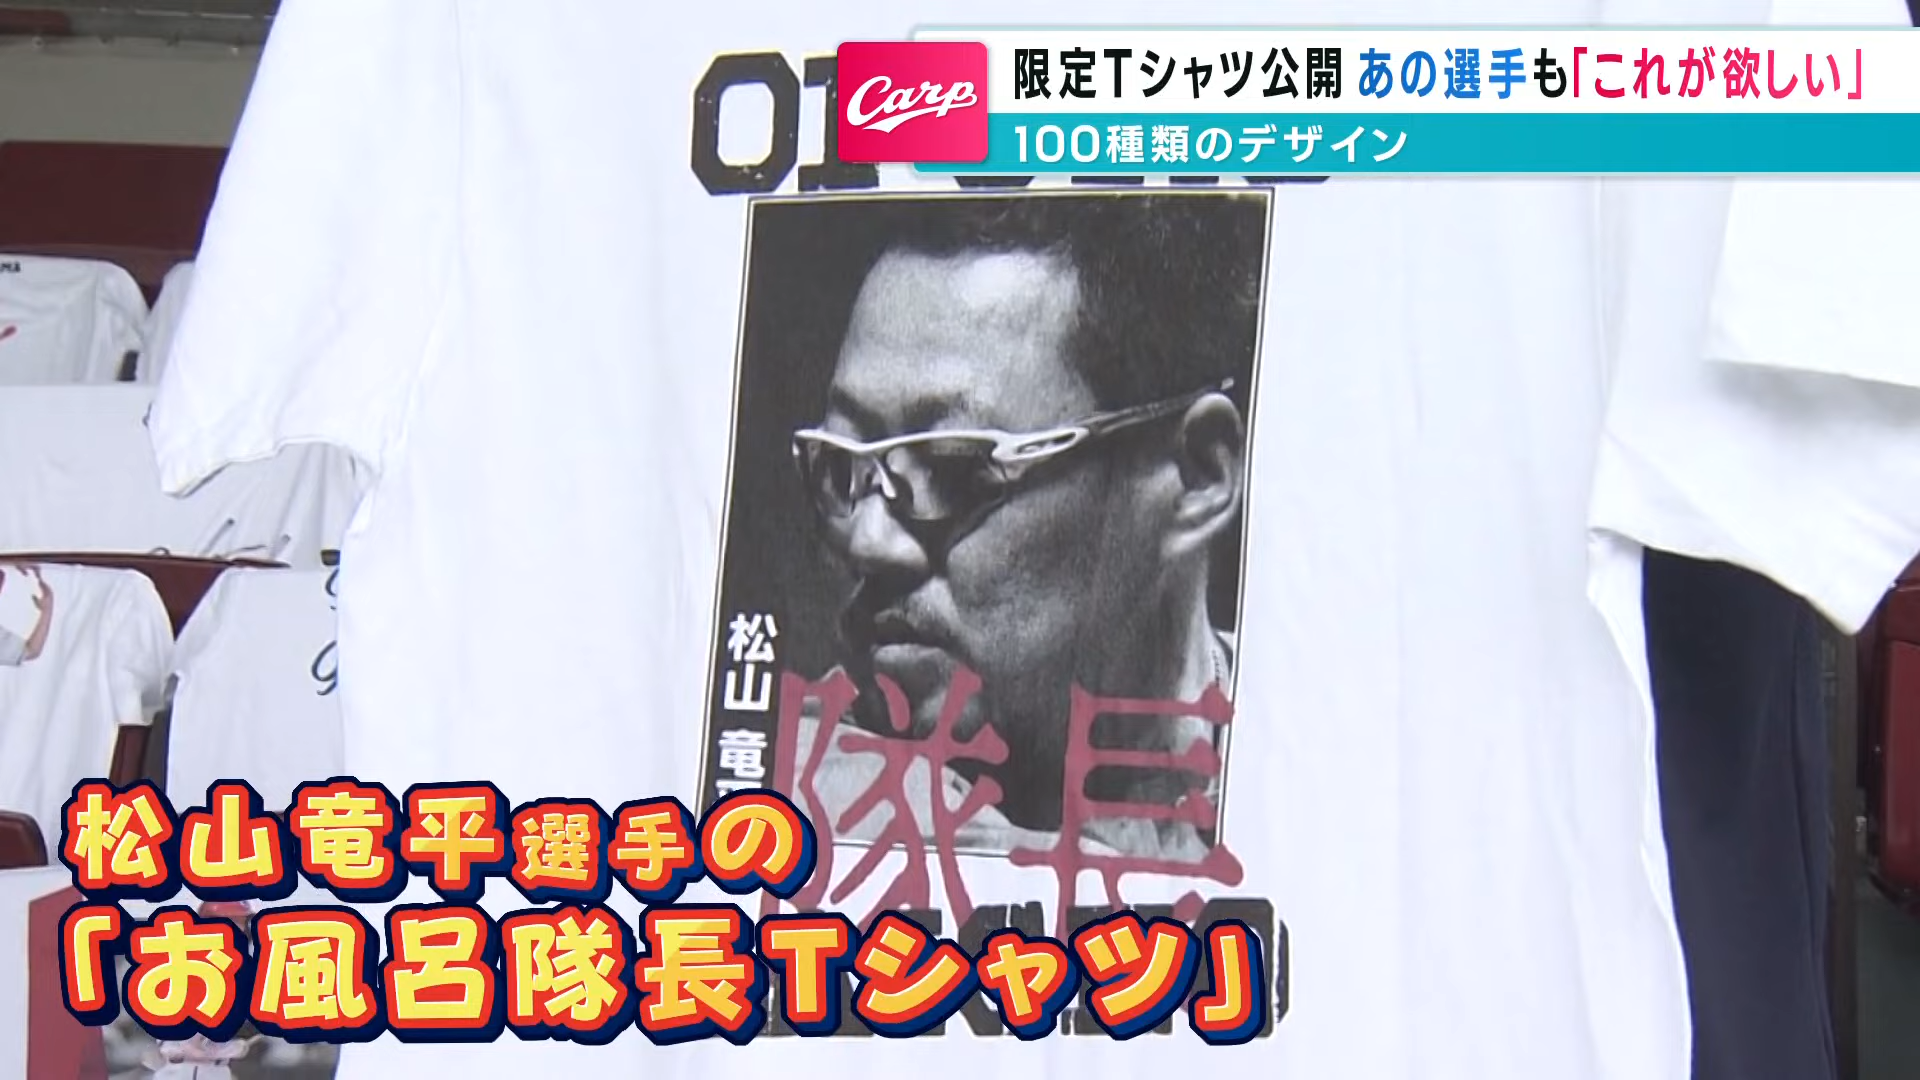 Carp
限定Tシャツ公開 あの選手も「これが欲しい」
100種類のデザイン
松山 竜
隊長
松山竜平選手の
「お風呂隊長Tシャツ」